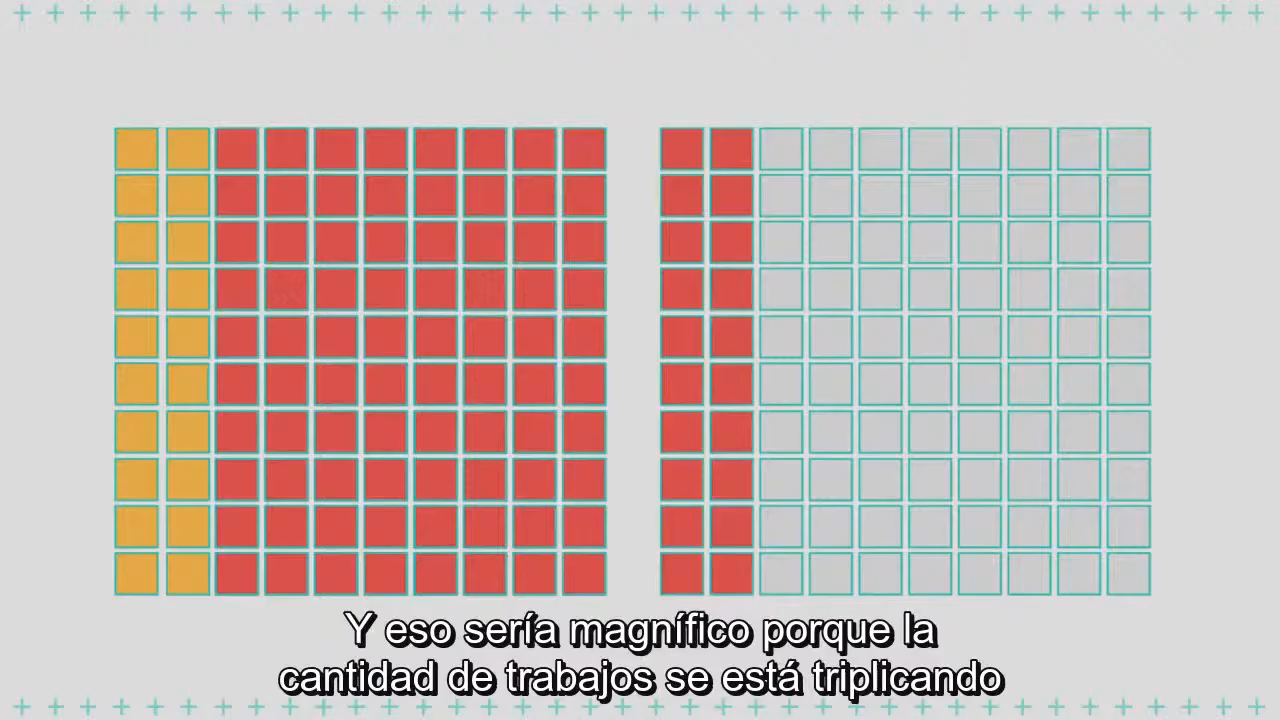 Y eso sería magnífico porque la
cantidad de trabajos se está triplicando